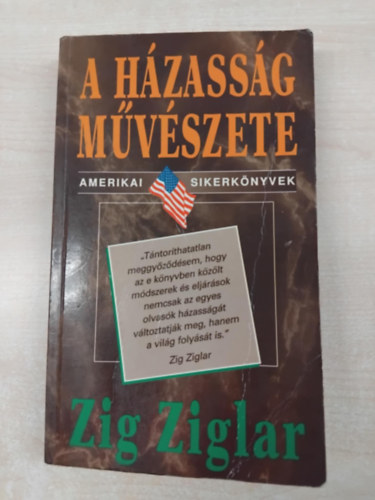 A HÁZASSÁG
MŰVÉSZETE
AMERIKAI SIKERKÖNYVEK
„Tántoríthatatlan
meggyőződésem, hogy
az e könyvben közölt
módszerek és eljárások
nemcsak az egyes
olvasók házasságát
változtatják meg, hanem
a világ folyását is.”
Zig Ziglar
Zig Ziglar